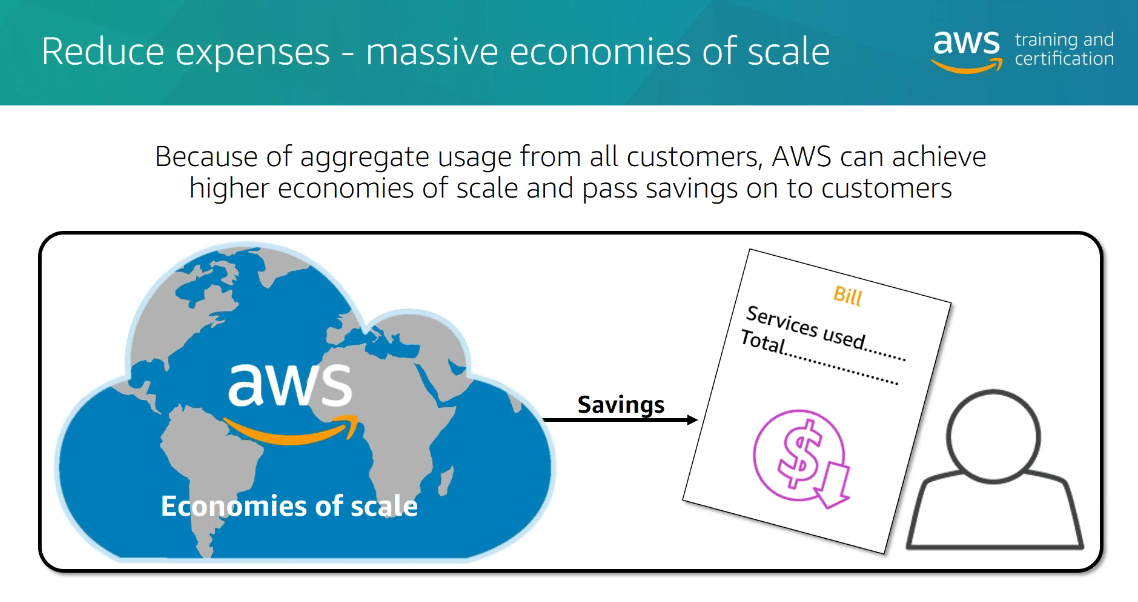 Reduce expenses - massive economies of scale
aws training and
certification
Because of aggregate usage from all customers, AWS can achieve
higher economies of scale and pass savings on to customers
aws
Economies of scale
Savings
Bill
Services used........
Total......................
$